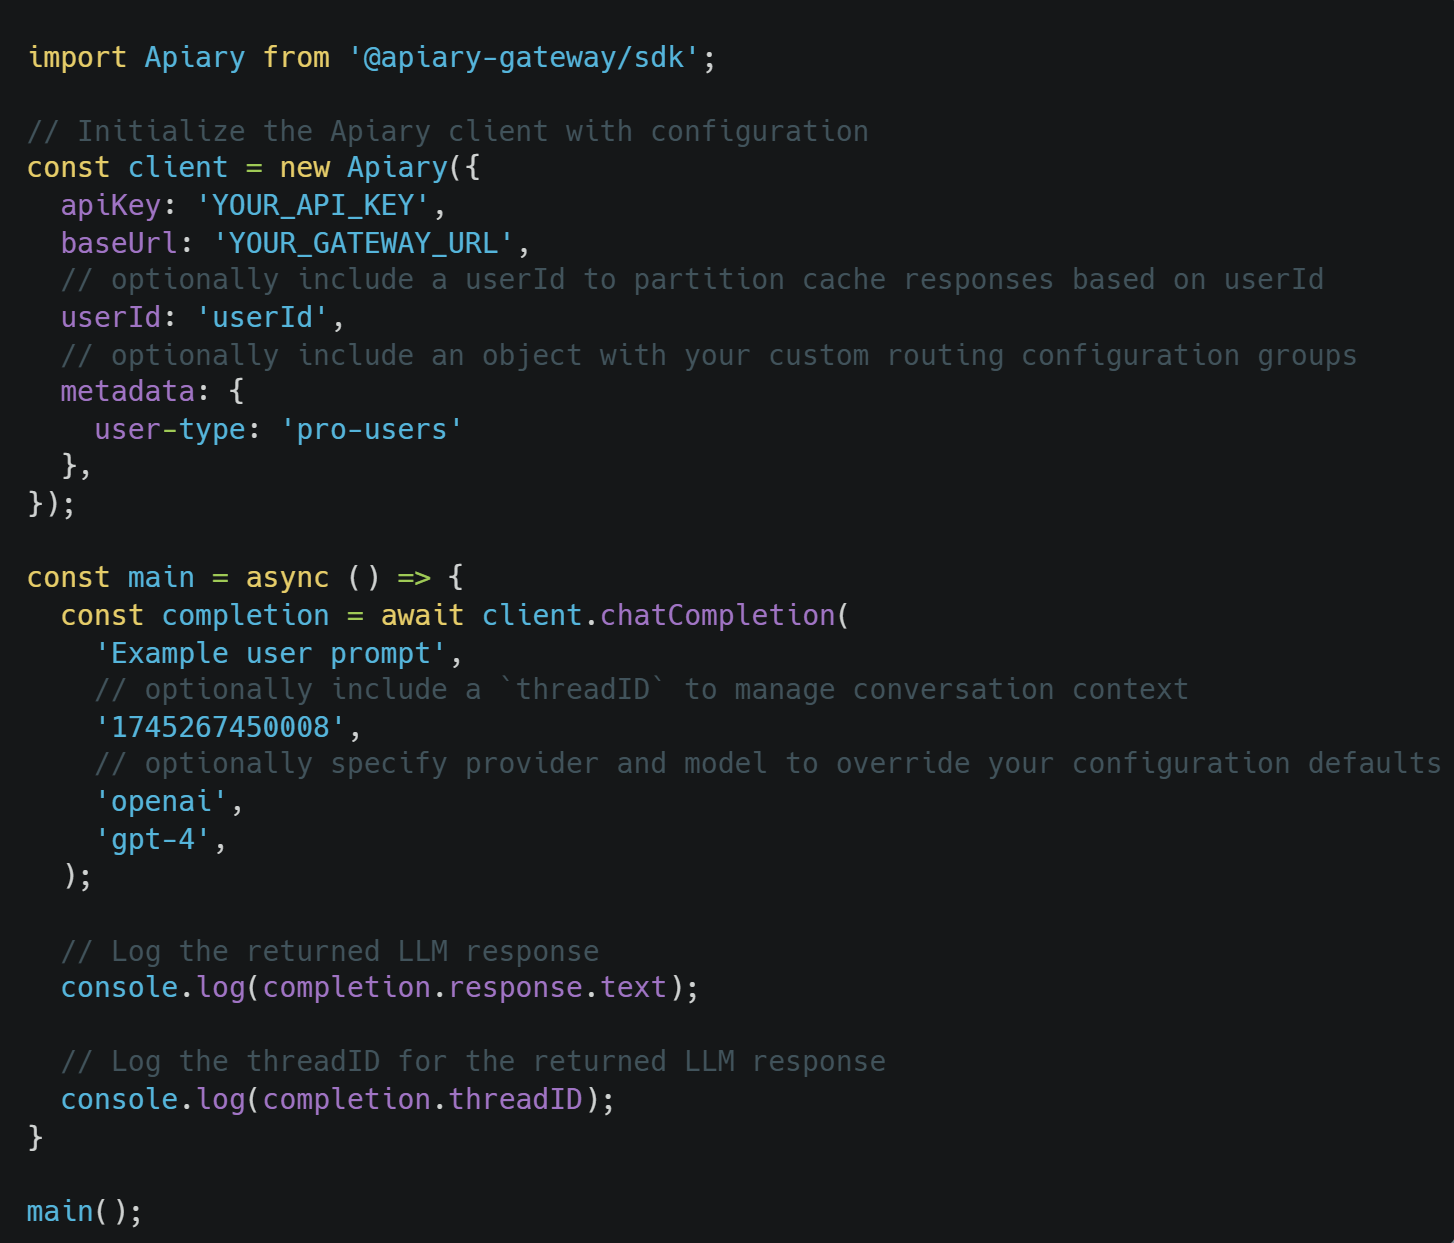 import Apiary from '@apiary-gateway/sdk';

// Initialize the Apiary client with configuration
const client = new Apiary({
  apiKey: 'YOUR_API_KEY',
  baseUrl: 'YOUR_GATEWAY_URL',
  // optionally include a userId to partition cache responses based on userId
  userId: 'userId',
  // optionally include an object with your custom routing configuration groups
  metadata: {
    user-type: 'pro-users'
  },
});

const main = async () => {
  const completion = await client.chatCompletion(
    'Example user prompt',
    // optionally include a `threadID` to manage conversation context
    '1745267450008',
    // optionally specify provider and model to override your configuration defaults
    'openai',
    'gpt-4',
  );

  // Log the returned LLM response
  console.log(completion.response.text);

  // Log the threadID for the returned LLM response
  console.log(completion.threadID);
}

main();